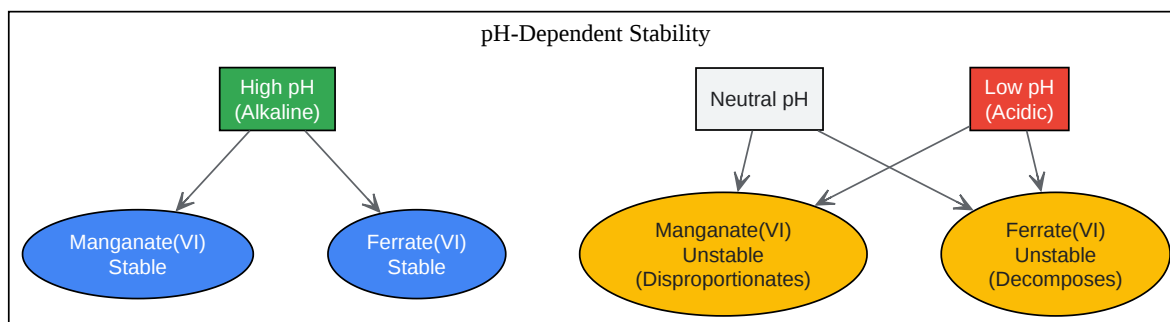 pH-Dependent Stability
High pH
(Alkaline)
Neutral pH
Low pH
(Acidic)
Manganate(VI)
Stable
Ferrate(VI)
Stable
Manganate(VI)
Unstable
(Disproportionates)
Ferrate(VI)
Unstable
(Decomposes)